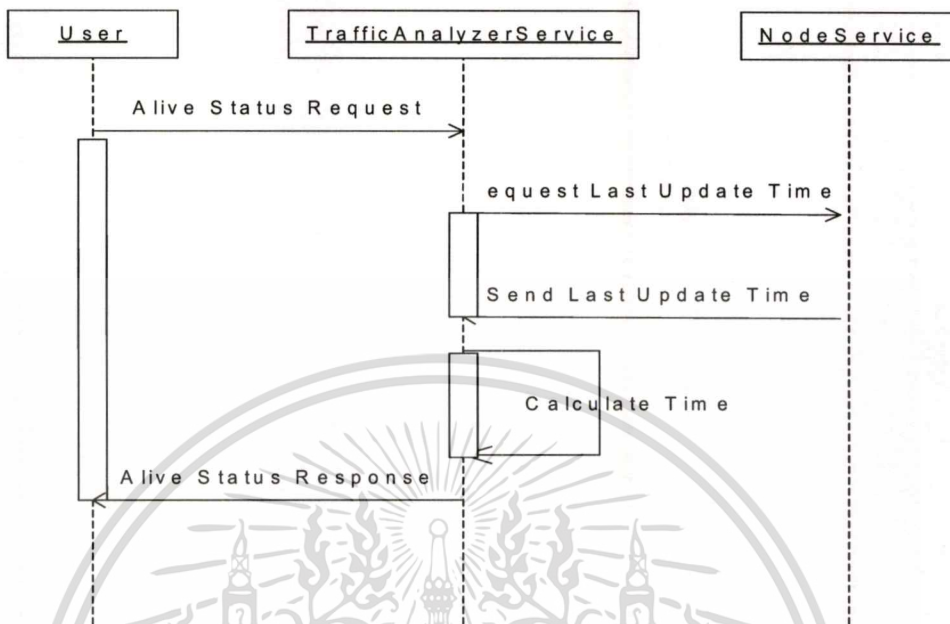 User
TrafficAnalyzerService
NodeService
Alive Status Request
equest Last Update Time
Send Last Update Time
Calculate Time
Alive Status Response